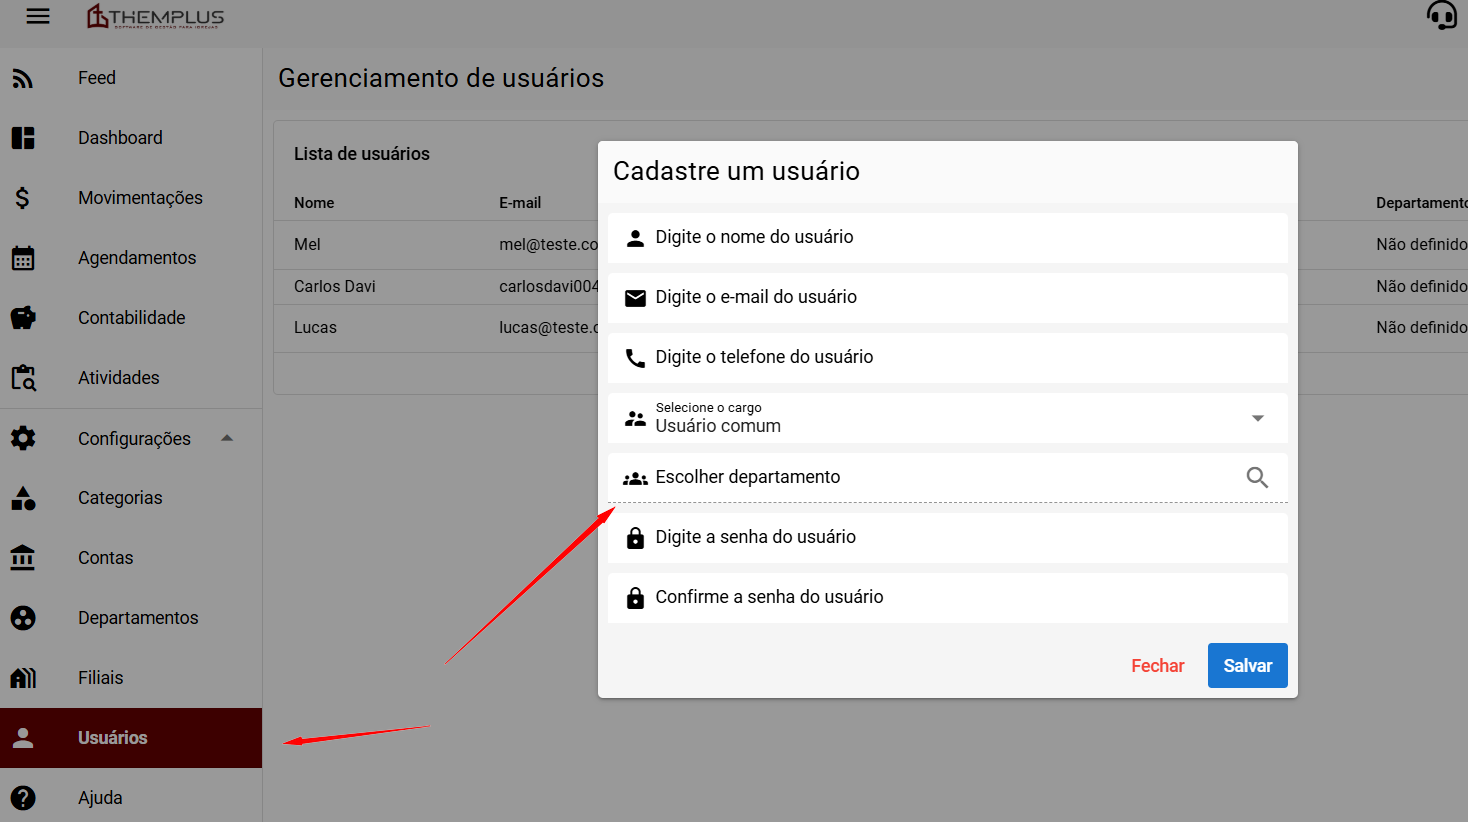 THEMPLUS
SOFTWARE DE GESTÃO PARA IGREJAS
Feed
Dashboard
Movimentações
Agendamentos
Contabilidade
Atividades
Configurações
Categorias
Contas
Departamentos
Filiais
Usuários
Ajuda
Gerenciamento de usuários
Lista de usuários
Nome E-mail Departamento
Mel mel@teste.co Não definido
Carlos Davi carlosdavi004 Não definido
Lucas lucas@teste.c Não definido
Cadastre um usuário
Digite o nome do usuário
Digite o e-mail do usuário
Digite o telefone do usuário
Selecione o cargo
Usuário comum
Escolher departamento
Digite a senha do usuário
Confirme a senha do usuário
Fechar Salvar